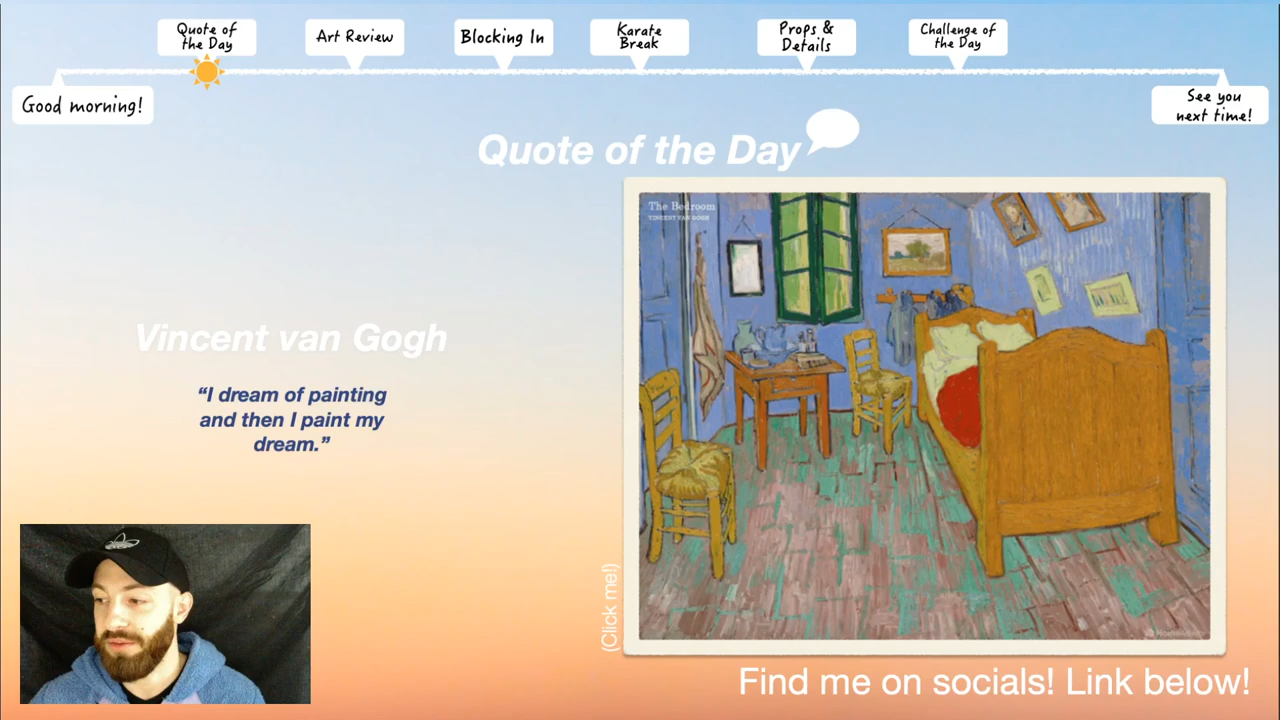 Quote of
the Day
Art Review
Blocking In
Karate
Break
Props &
Details
Challenge of
the Day
Good morning!
See you
next time!
Quote of the Day
The Bedroom
VINCENT VAN GOGH
Vincent van Gogh
“I dream of painting
and then I paint my
dream.”
(Click me!)
Find me on socials! Link below!